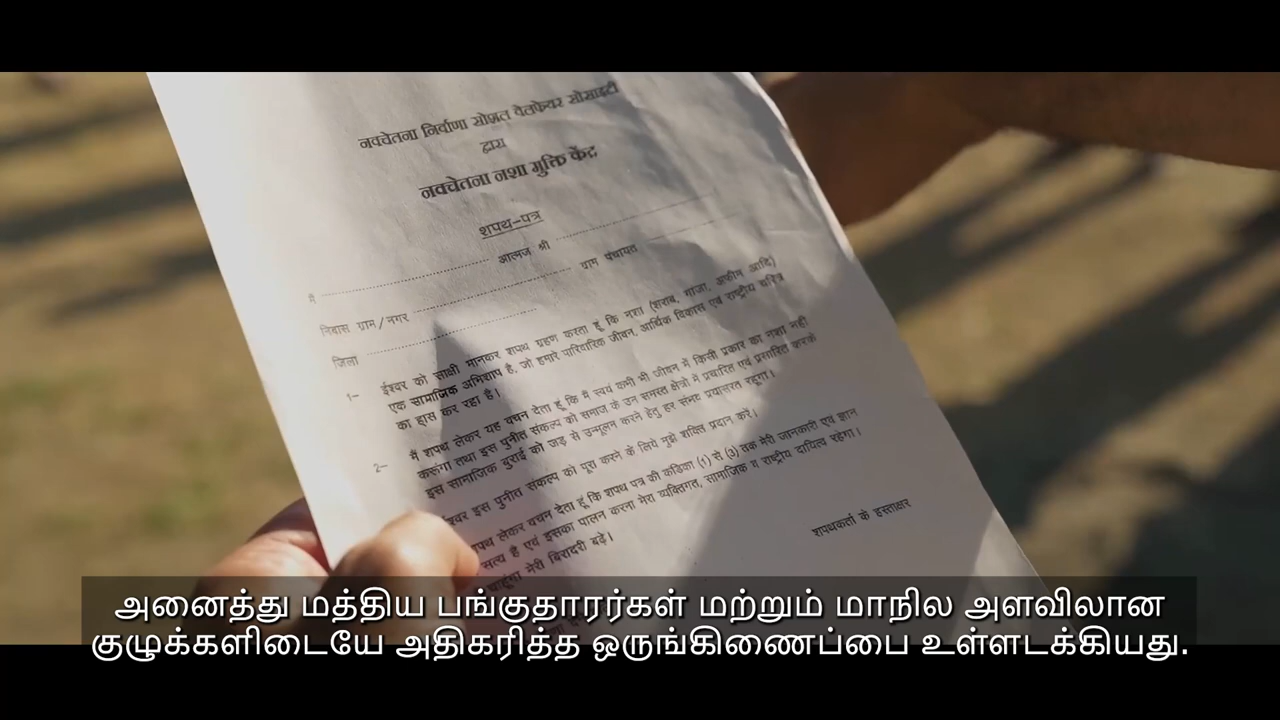 नवचेतना निर्वाणा सोशल वेलफेयर सोसाइटी
द्वारा
नवचेतना नशा मुक्ति केंद्र
शपथ-पत्र
मैं ............ आत्मज श्री ............
निवास ग्राम/नगर ............ ग्राम पंचायत ............
जिला ............
1- ईश्वर को साक्षी मानकर शपथ ग्रहण करता हूं कि नशा (शराब, गांजा, अफीम आदि)
एक सामाजिक अभिशाप है, जो हमारे पारिवारिक जीवन, आर्थिक विकास एवं राष्ट्रीय चरित्र
का ह्रास कर रहा है।
2- मैं शपथ लेकर यह वचन देता हूं कि मैं स्वयं कभी भी जीवन में किसी प्रकार का नशा नही
करूंगा तथा इस पुनीत संकल्प को समाज के उन समस्त क्षेत्रो में प्रचारित एवं प्रसारित करके
इस सामाजिक बुराई को जड़ से उन्मूलन करने हेतु हर संभव प्रयासरत रहूगा।
श्वर इस पुनीत संकल्प को पूरा करने के लिये मुझे शक्ति प्रदान करें।
पथ लेकर वचन देता हूं कि शपथ पत्र की कंडिका (1) से (3) तक मेरी जानकारी एवं ज्ञान
सत्य है एवं इसका पालन करना मेरा व्यक्तिगत, सामाजिक व राष्ट्रीय दायित्व रहेगा।
चाहूंगा मेरी बिरादरी बढ़े।
शपथकर्ता के हस्ताक्षर
அனைத்து மத்திய பங்குதாரர்கள் மற்றும் மாநில அளவிலான
குழுக்களிடையே அதிகரித்த ஒருங்கிணைப்பை உள்ளடக்கியது.